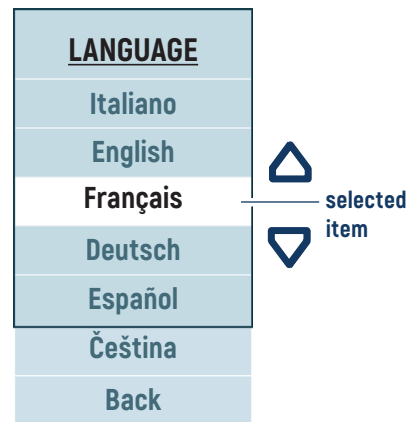 LANGUAGE
Italiano
English
Français
Deutsch
Español
Čeština
Back
selected
item